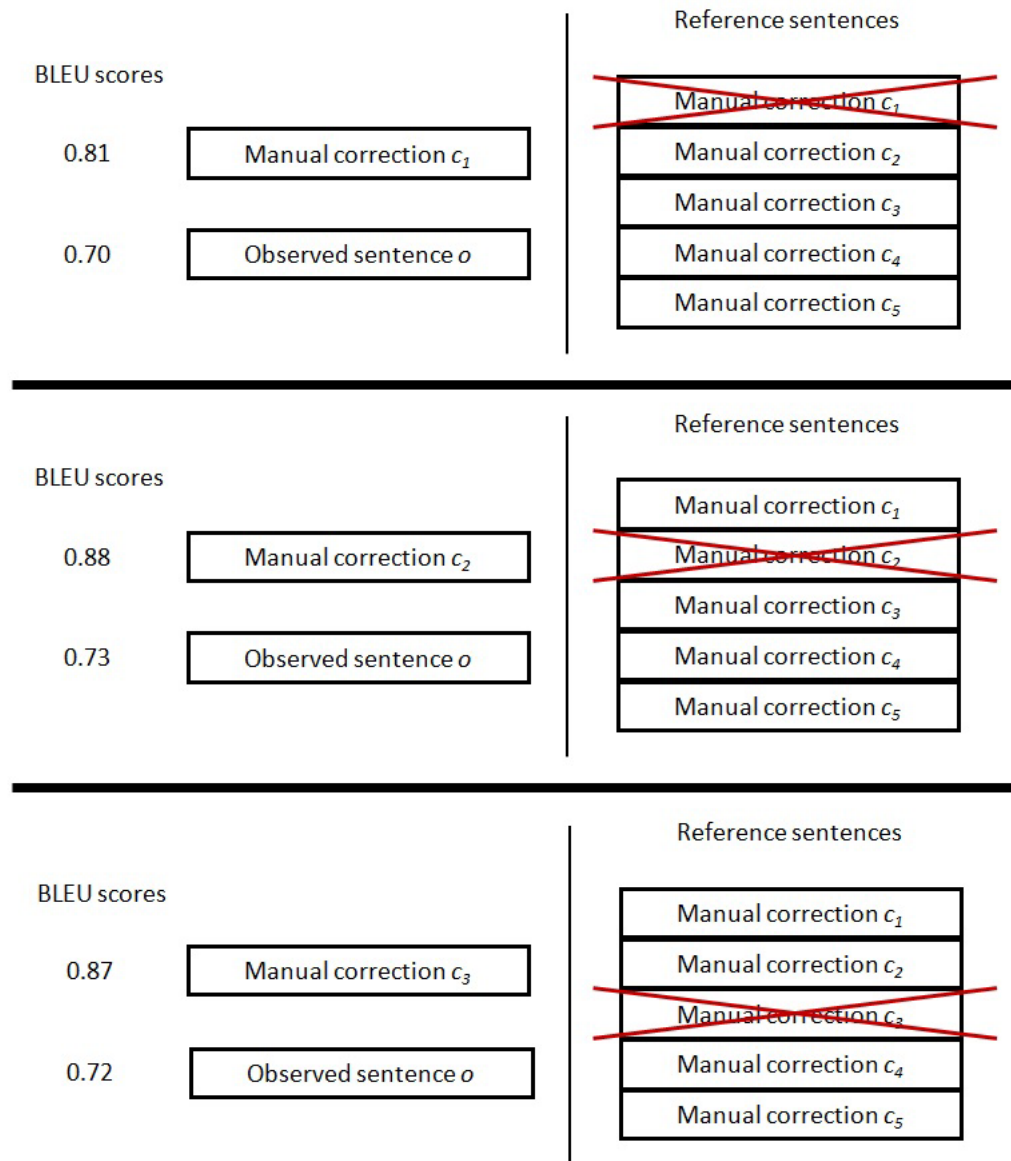 Reference sentences
BLEU scores
Manual correction c1
0.81 Manual correction c1
Manual correction c2
Manual correction c3
0.70 Observed sentence o
Manual correction c4
Manual correction c5
Reference sentences
BLEU scores
Manual correction c1
0.88 Manual correction c2
Manual correction c2
Manual correction c3
0.73 Observed sentence o
Manual correction c4
Manual correction c5
Reference sentences
BLEU scores
Manual correction c1
0.87 Manual correction c3
Manual correction c2
Manual correction c3
0.72 Observed sentence o
Manual correction c4
Manual correction c5